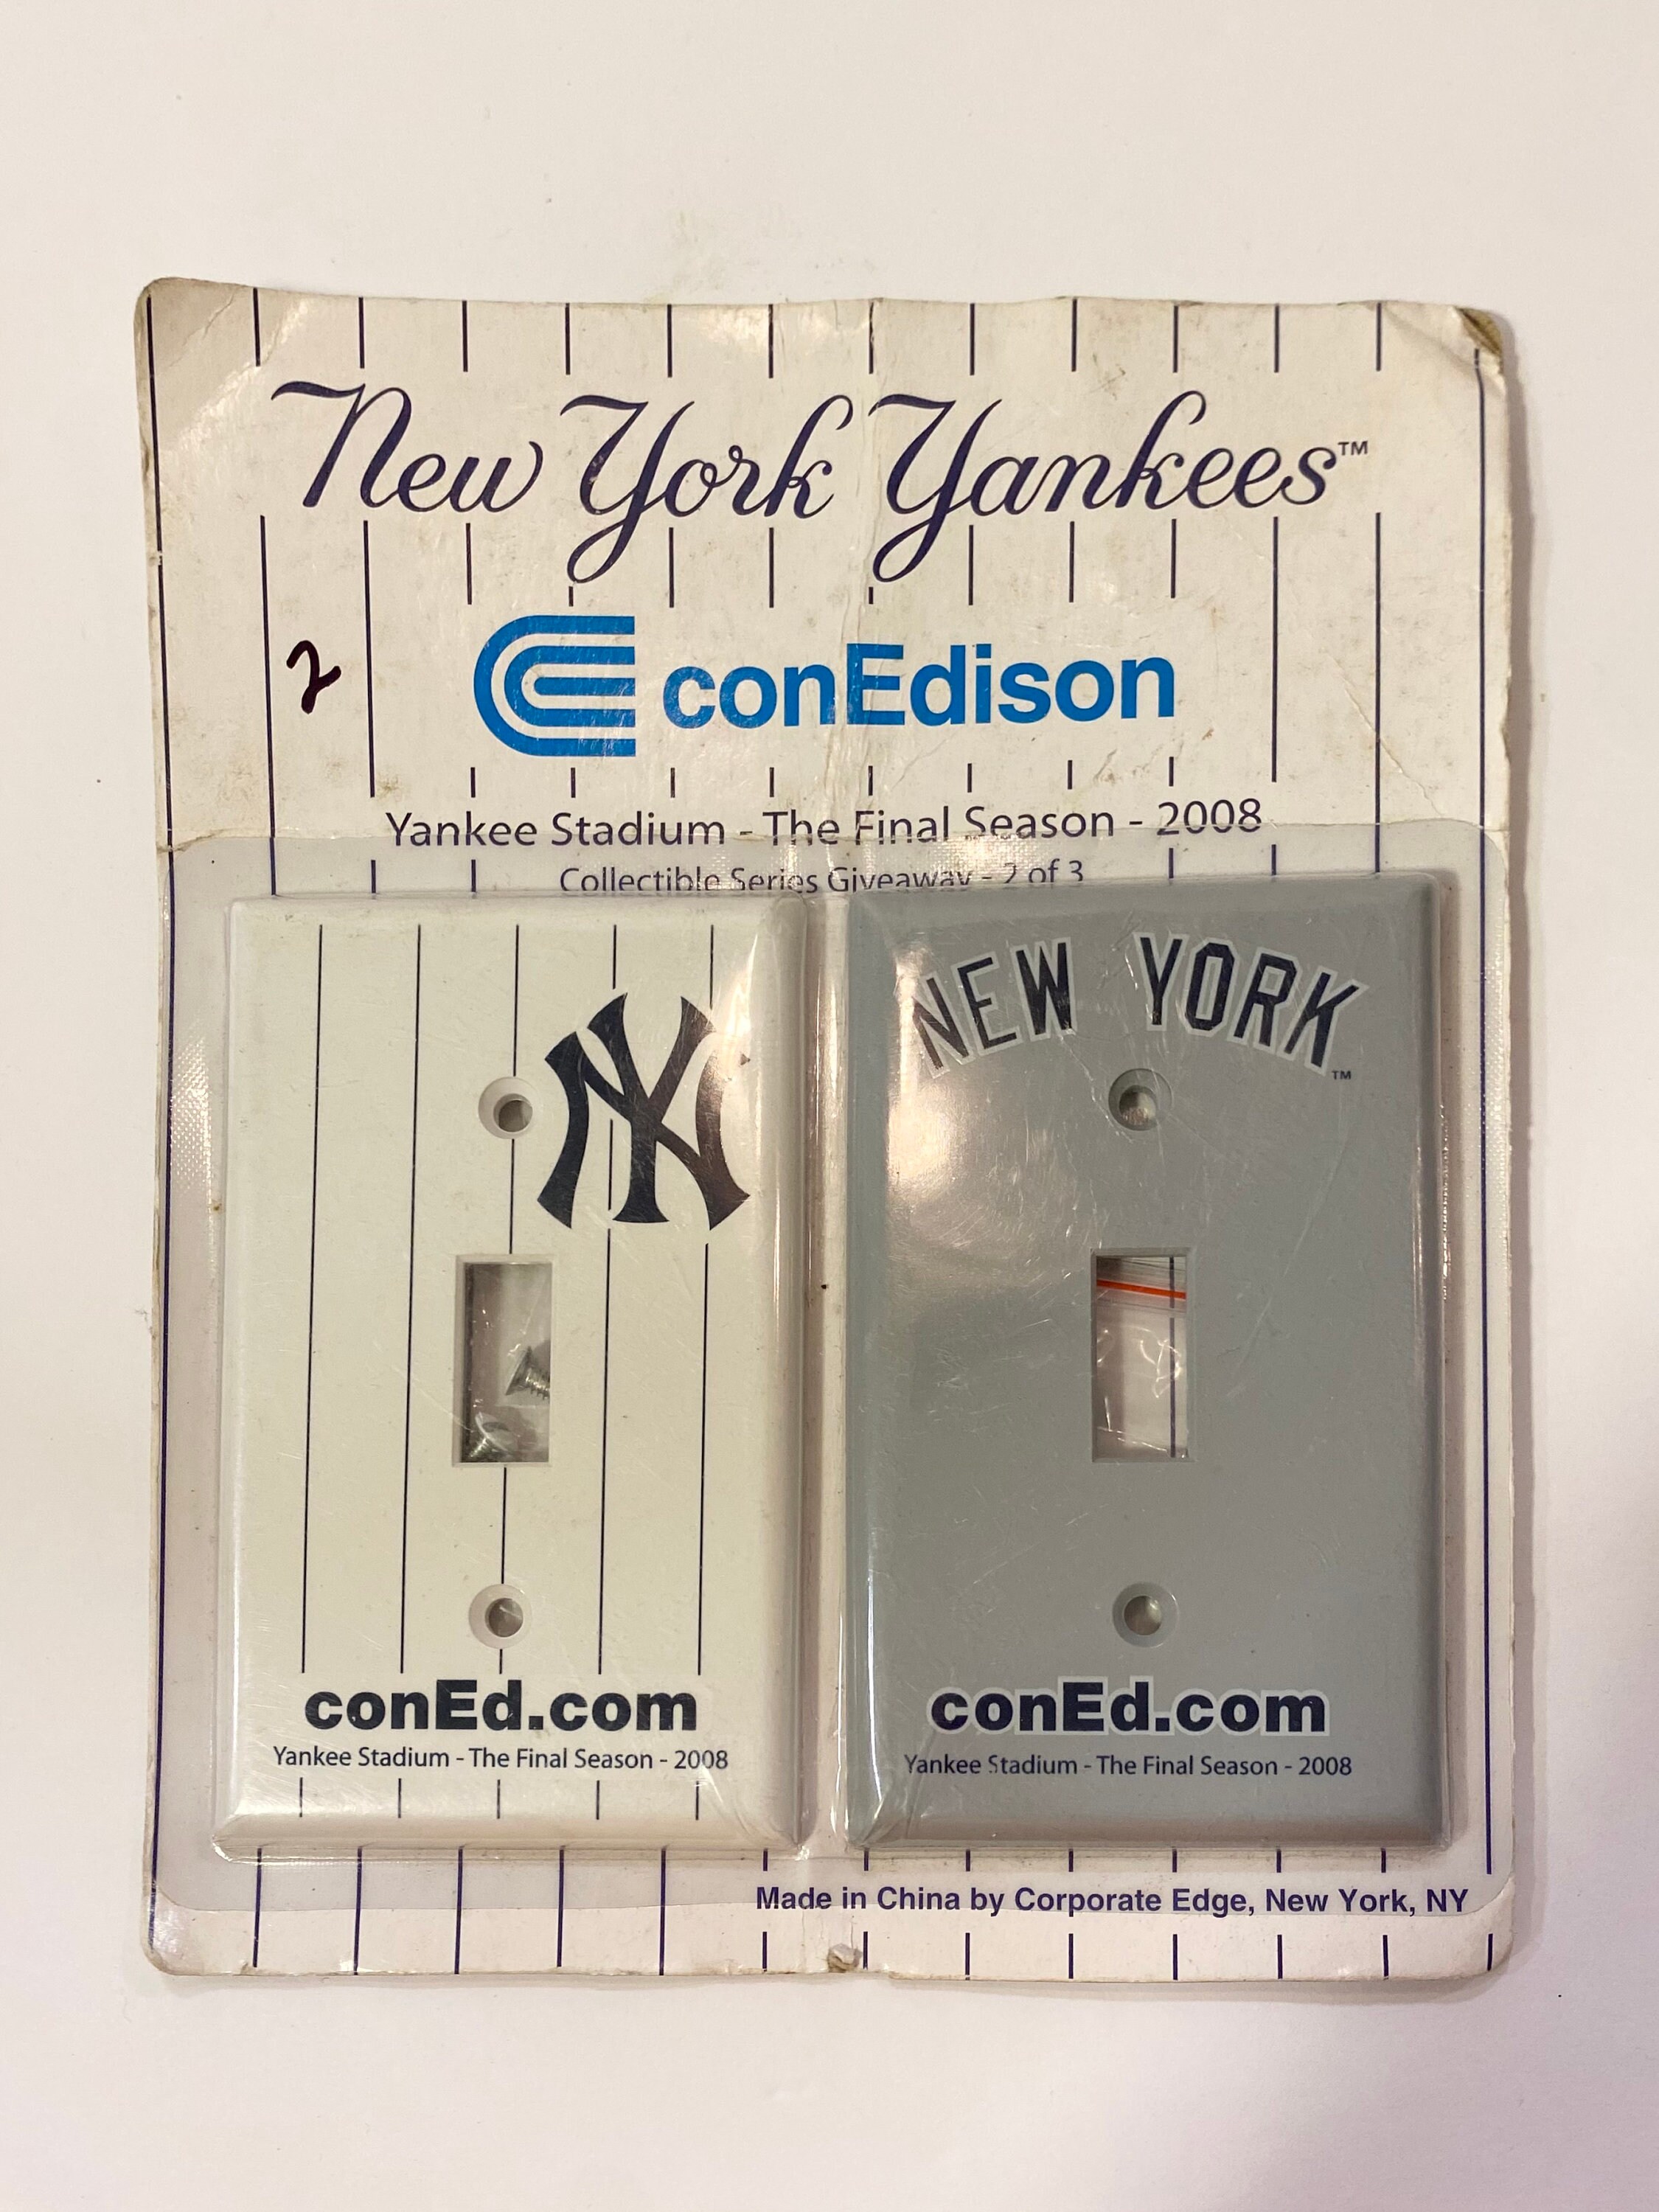 New York Yankees™
2
conEdison
Yankee Stadium - The Final Season - 2008
Collectible Series Giveaway - 2 of 3
NY
NEW YORK™
conEd.com
Yankee Stadium - The Final Season - 2008
conEd.com
Yankee Stadium - The Final Season - 2008
Made in China by Corporate Edge, New York, NY